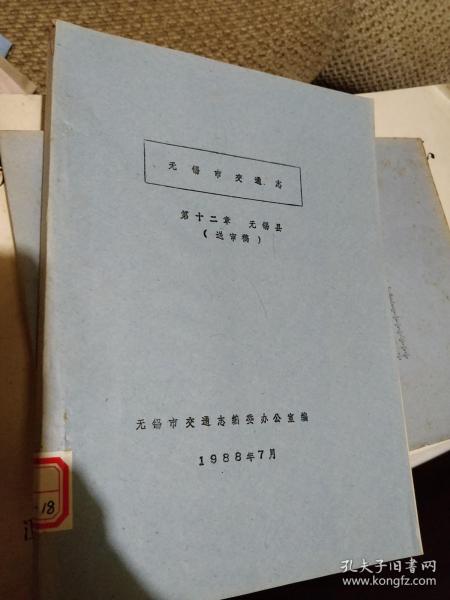 无锡市交通志
第十二章 无锡县
（送审稿）
无锡市交通志编委办公室编
1988年7月
-18
孔夫子旧书网
www.kongfz.com